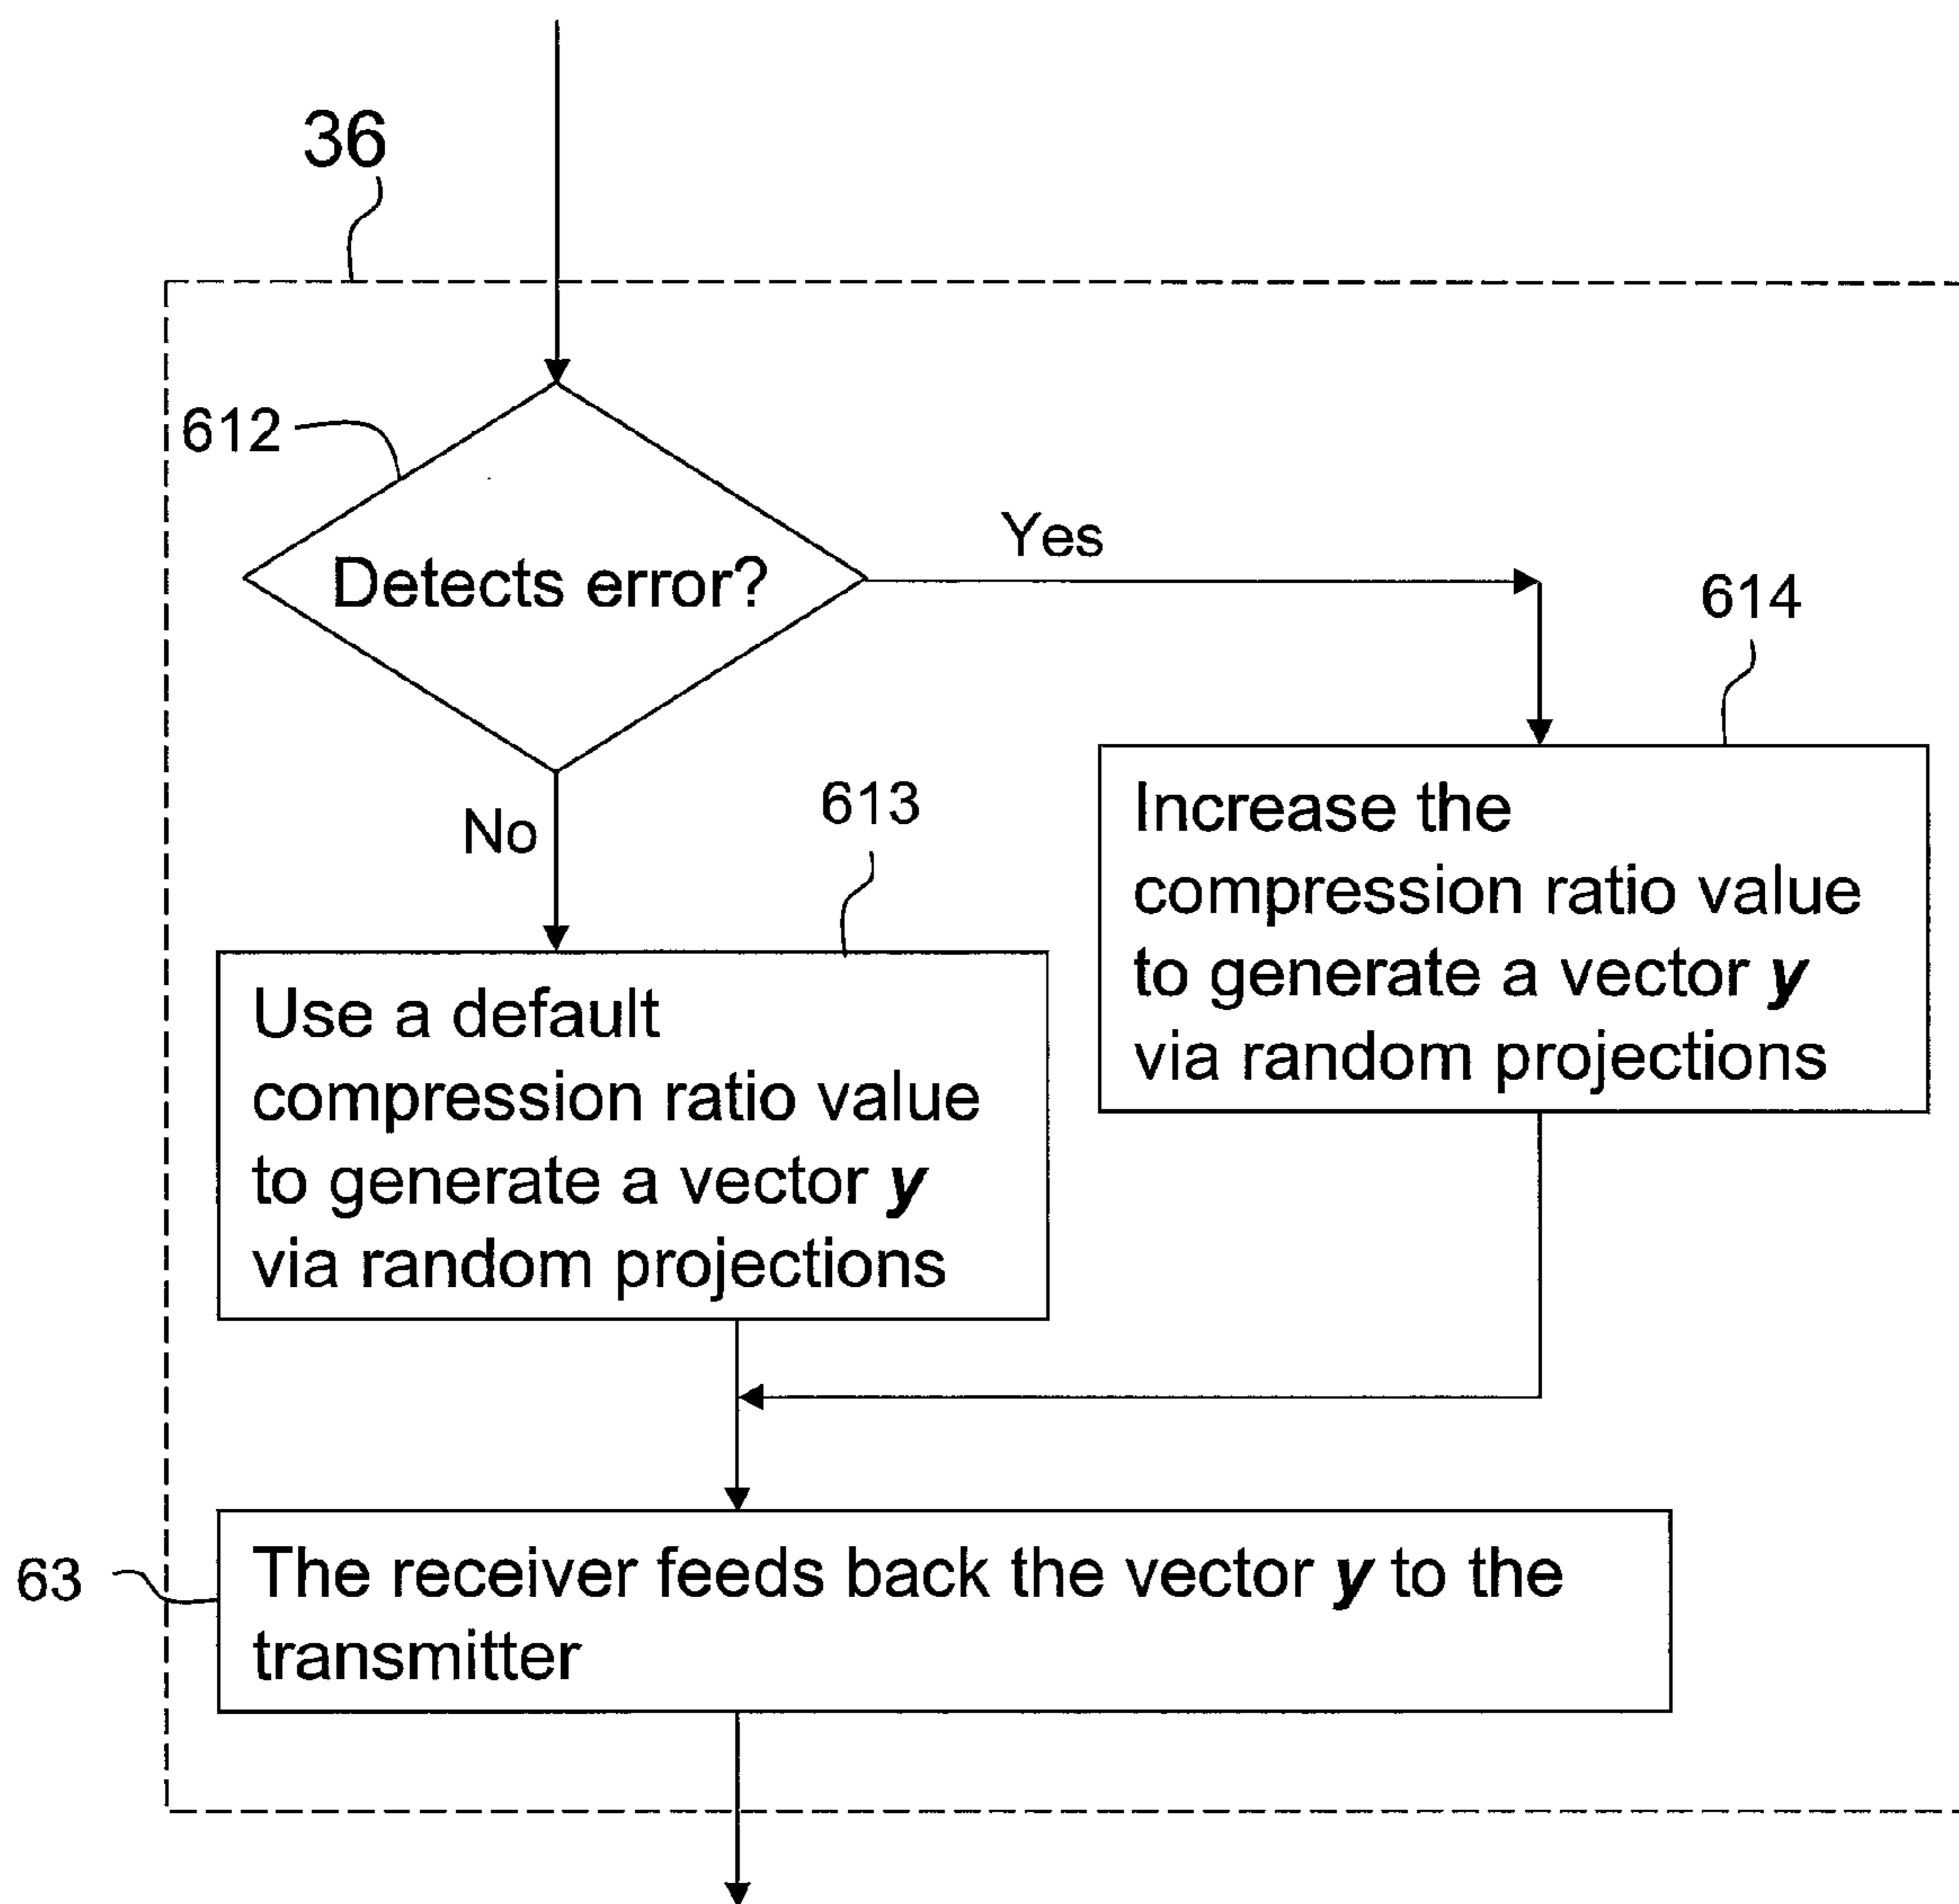 36
612
Detects error?
Yes
614
No
613
Increase the
compression ratio value
to generate a vector y
via random projections
Use a default
compression ratio value
to generate a vector y
via random projections
63
The receiver feeds back the vector y to the
transmitter